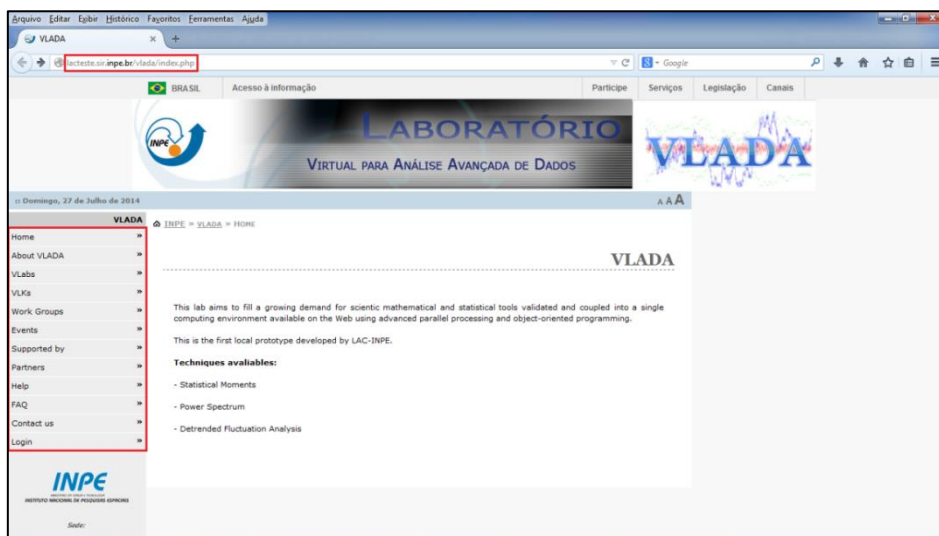 Arquivo Editar Exibir Histórico Favoritos Ferramentas Ajuda
VLADA
lacteste.sir.inpe.br/vlada/index.php
Google
BRASIL Acesso à informação Participe Serviços Legislação Canais
INPE
LABORATÓRIO
VIRTUAL PARA ANÁLISE AVANÇADA DE DADOS
VLADA
:: Domingo, 27 de Julho de 2014
A A A
VLADA
INPE » VLADA » HOME
Home »
About VLADA »
VLabs »
VLKs »
Work Groups »
Events »
Supported by »
Partners »
Help »
FAQ »
Contact us »
Login »
VLADA
This lab aims to fill a growing demand for scientic mathematical and statistical tools validated and coupled into a single
computing environment available on the Web using advanced parallel processing and object-oriented programming.
This is the first local prototype developed by LAC-INPE.
Techniques avaliables:
- Statistical Moments
- Power Spectrum
- Detrended Fluctuation Analysis
INPE
INSTITUTO NACIONAL DE PESQUISAS ESPACIAIS
Sede: